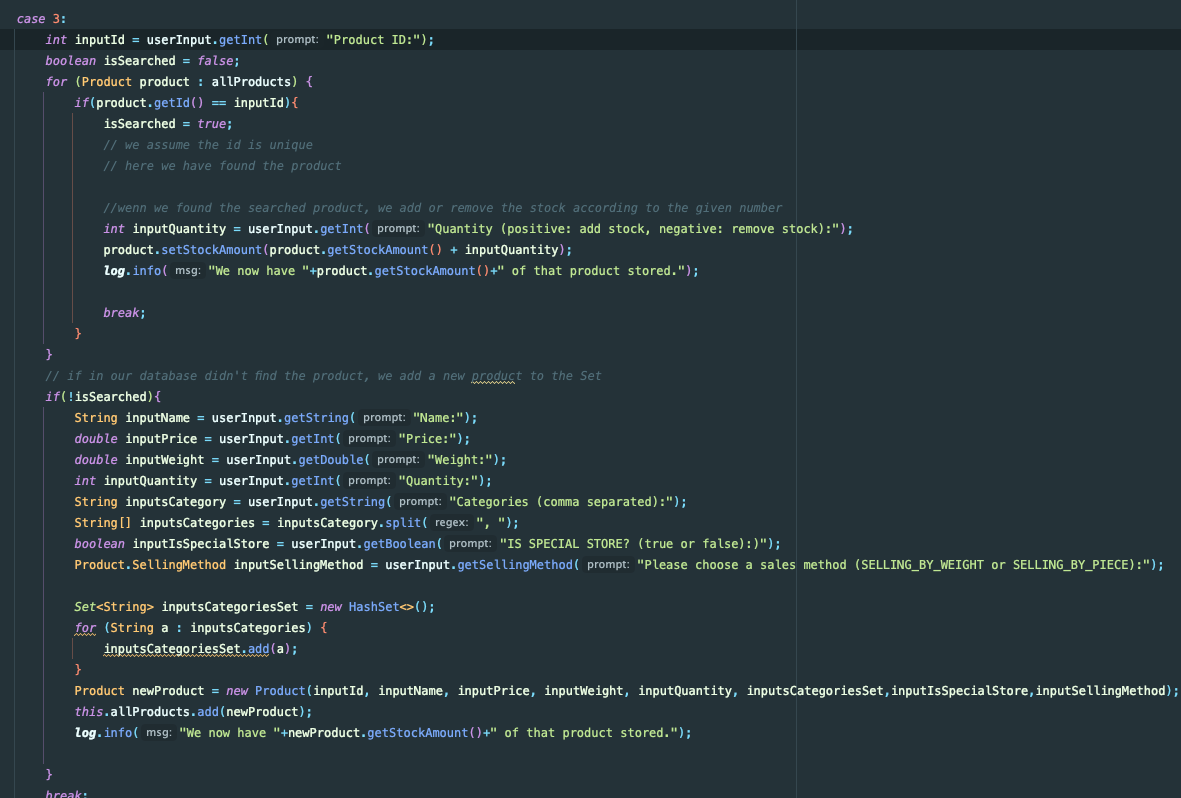 case 3:
int inputId = userInput.getInt( prompt: "Product ID:");
boolean isSearched = false;
for (Product product : allProducts) {
if(product.getId() == inputId){
isSearched = true;
// we assume the id is unique
// here we have found the product
//wenn we found the searched product, we add or remove the stock according to the given number
int inputQuantity = userInput.getInt( prompt: "Quantity (positive: add stock, negative: remove stock):");
product.setStockAmount(product.getStockAmount() + inputQuantity);
log.info( msg: "We now have "+product.getStockAmount()+" of that product stored.");
break;
}
}
// if in our database didn't find the product, we add a new product to the Set
if(!isSearched){
String inputName = userInput.getString( prompt: "Name:");
double inputPrice = userInput.getInt( prompt: "Price:");
double inputWeight = userInput.getDouble( prompt: "Weight:");
int inputQuantity = userInput.getInt( prompt: "Quantity:");
String inputsCategory = userInput.getString( prompt: "Categories (comma separated):");
String[] inputsCategories = inputsCategory.split( regex: ", ");
boolean inputIsSpecialStore = userInput.getBoolean( prompt: "IS SPECIAL STORE? (true or false):)");
Product.SellingMethod inputSellingMethod = userInput.getSellingMethod( prompt: "Please choose a sales method (SELLING_BY_WEIGHT or SELLING_BY_PIECE):");
Set<String> inputsCategoriesSet = new HashSet<>();
for (String a : inputsCategories) {
inputsCategoriesSet.add(a);
}
Product newProduct = new Product(inputId, inputName, inputPrice, inputWeight, inputQuantity, inputsCategoriesSet,inputIsSpecialStore,inputSellingMethod);
this.allProducts.add(newProduct);
log.info( msg: "We now have "+newProduct.getStockAmount()+" of that product stored.");
}
break;